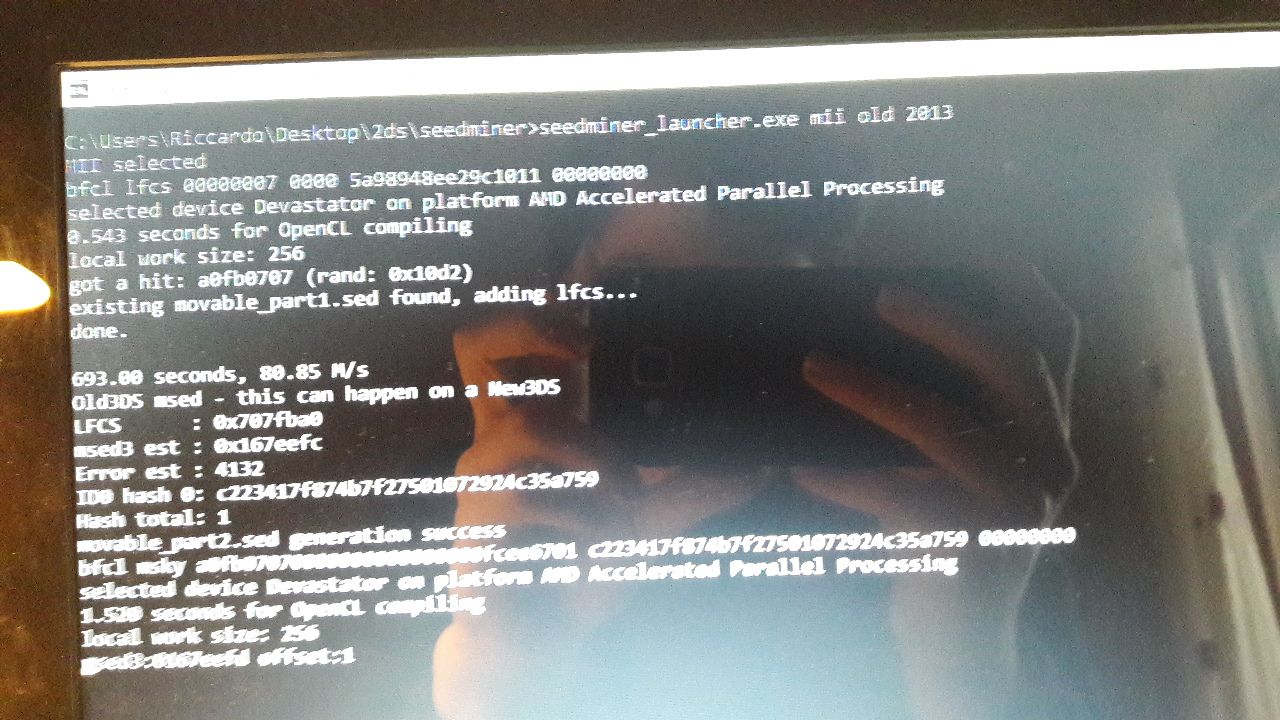 C:\Users\Riccardo\Desktop\2ds\seedminer>seedminer_launcher.exe mii old 2013
MII selected
bfcl lfcs 00000007 0000 5a98948ee29c1011 00000000
selected device Devastator on platform AMD Accelerated Parallel Processing
0.543 seconds for OpenCL compiling
local work size: 256
got a hit: a0fb0707 (rand: 0x10d2)
existing movable_part1.sed found, adding lfcs...
done.
693.00 seconds, 80.85 M/s
Old3DS msed - this can happen on a New3DS
LFCS : 0x707fba0
msed3 est : 0x167eefc
Error est : 4132
ID0 hash 0: c223417f874b7f27501072924c35a759
Hash total: 1
movable_part2.sed generation success
bfcl msky c223417f874b7f27501072924c35a759 00000000
selected device Devastator on platform AMD Accelerated Parallel Processing
1.520 seconds for OpenCL compiling
local work size: 256
offset:1